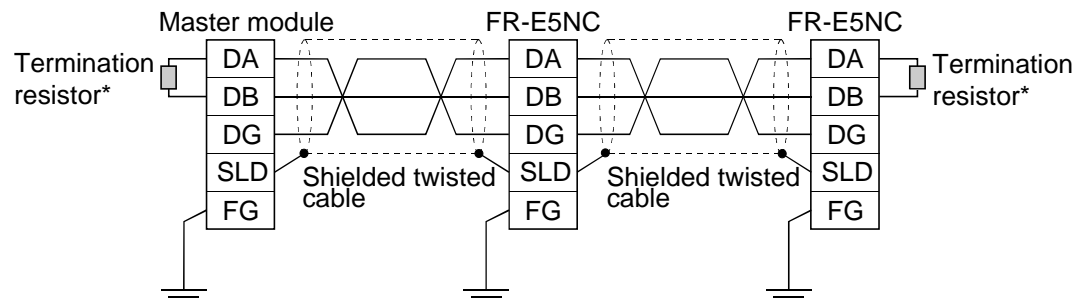 Master module
FR-E5NC
FR-E5NC
Termination
resistor*
DA
DB
DG
SLD
FG
Shielded twisted
cable
DA
DB
DG
SLD
FG
Shielded twisted
cable
DA
DB
DG
SLD
FG
Termination
resistor*